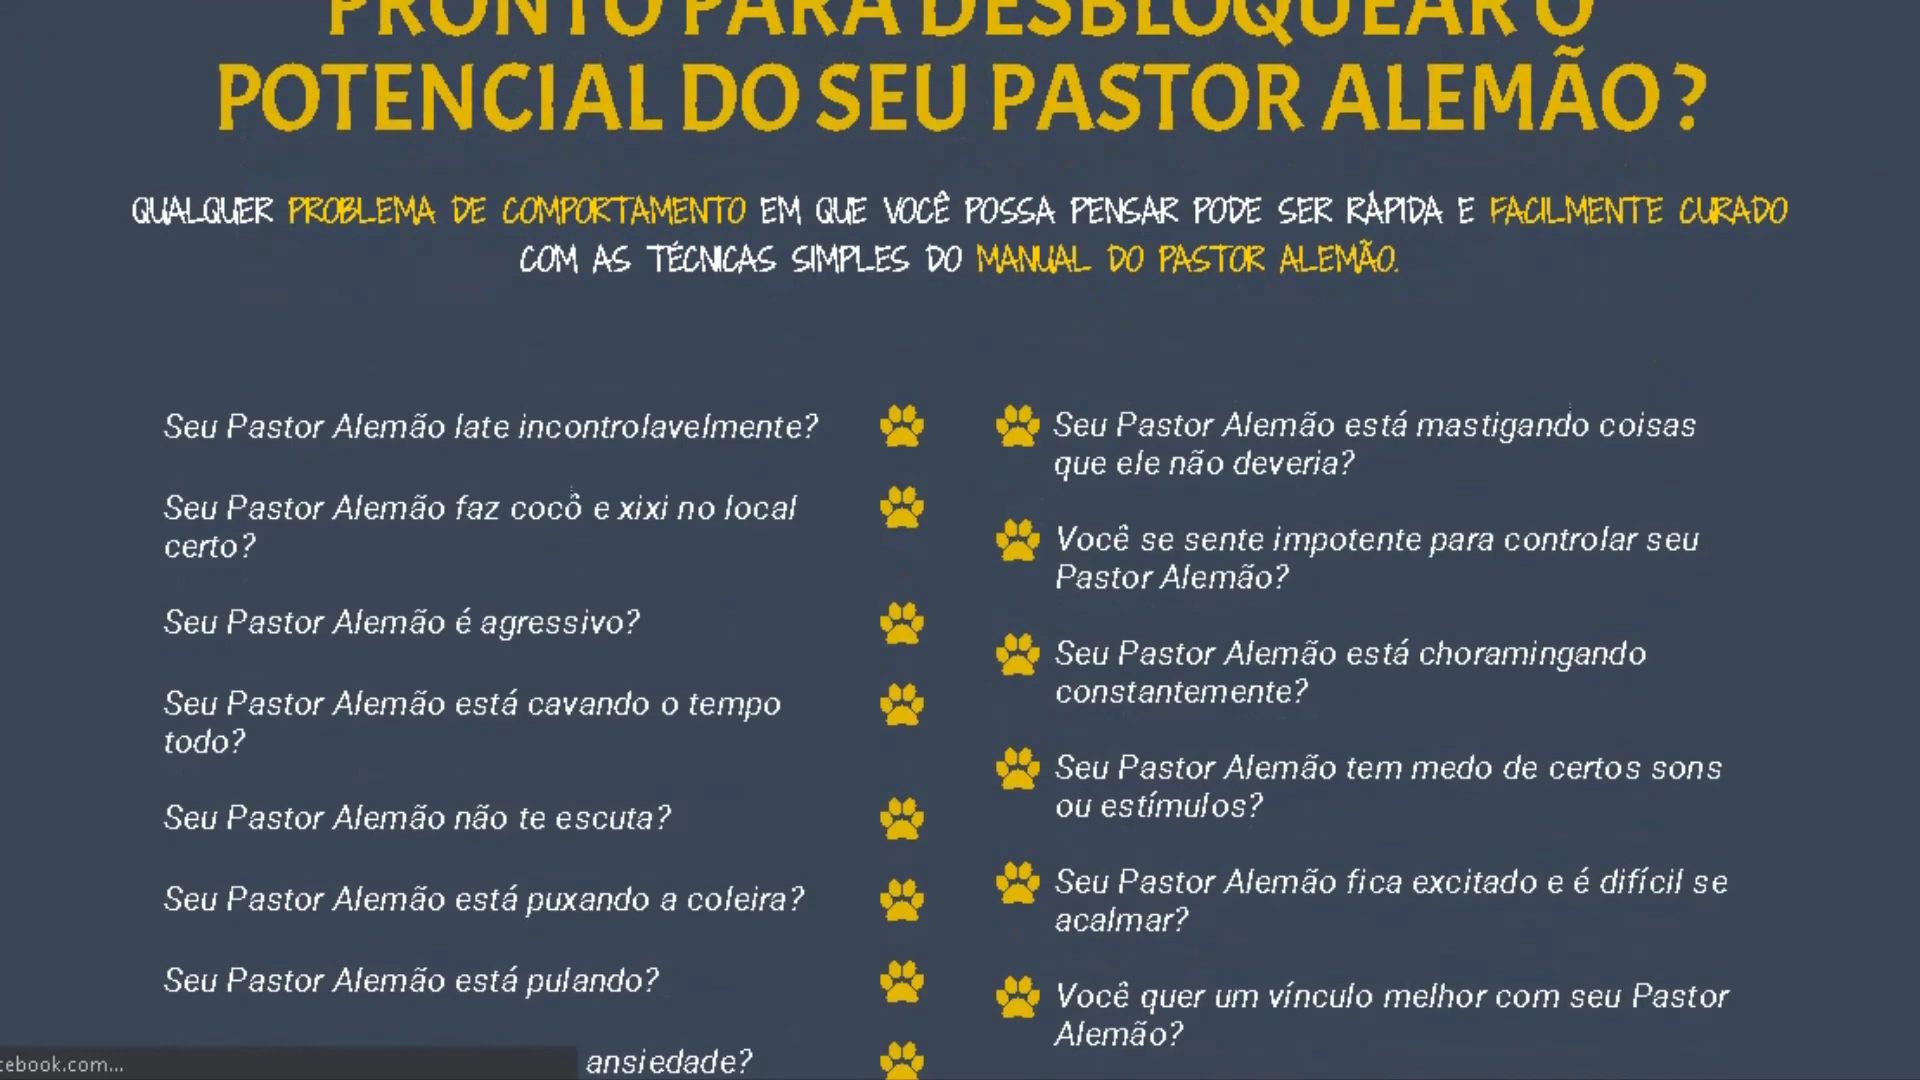 PRONTO PARA DESBLOQUEAR O
POTENCIAL DO SEU PASTOR ALEMÃO?
QUALQUER PROBLEMA DE COMPORTAMENTO EM QUE VOCÊ POSSA PENSAR PODE SER RÁPIDA E FACILMENTE CURADO
COM AS TÉCNICAS SIMPLES DO MANUAL DO PASTOR ALEMÃO.
Seu Pastor Alemão late incontrolavelmente?
Seu Pastor Alemão faz cocô e xixi no local
certo?
Seu Pastor Alemão é agressivo?
Seu Pastor Alemão está cavando o tempo
todo?
Seu Pastor Alemão não te escuta?
Seu Pastor Alemão está puxando a coleira?
Seu Pastor Alemão está pulando?
ansiedade?
Seu Pastor Alemão está mastigando coisas
que ele não deveria?
Você se sente impotente para controlar seu
Pastor Alemão?
Seu Pastor Alemão está choramingando
constantemente?
Seu Pastor Alemão tem medo de certos sons
ou estímulos?
Seu Pastor Alemão fica excitado e é difícil se
acalmar?
Você quer um vínculo melhor com seu Pastor
Alemão?
cebook.com...